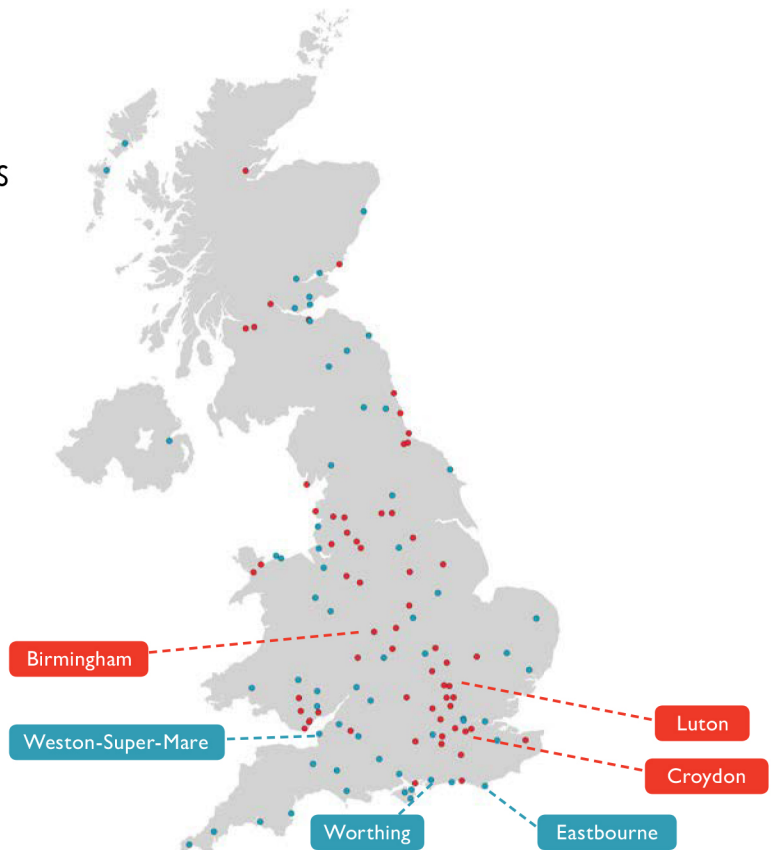 S
Birmingham
Luton
Weston-Super-Mare
Croydon
Worthing
Eastbourne